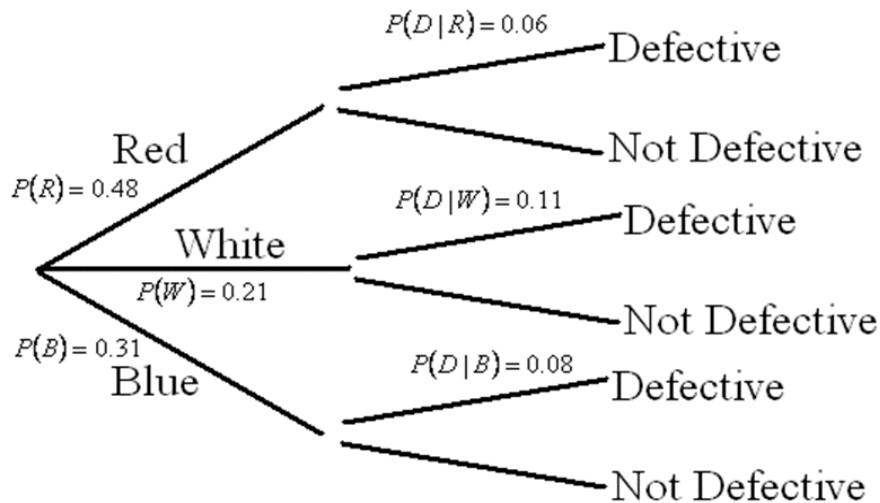 P(D|R) = 0.06
Defective
Red
Not Defective
P(R) = 0.48
P(D|W) = 0.11
Defective
White
P(W) = 0.21
Not Defective
P(B) = 0.31
P(D|B) = 0.08
Blue
Defective
Not Defective